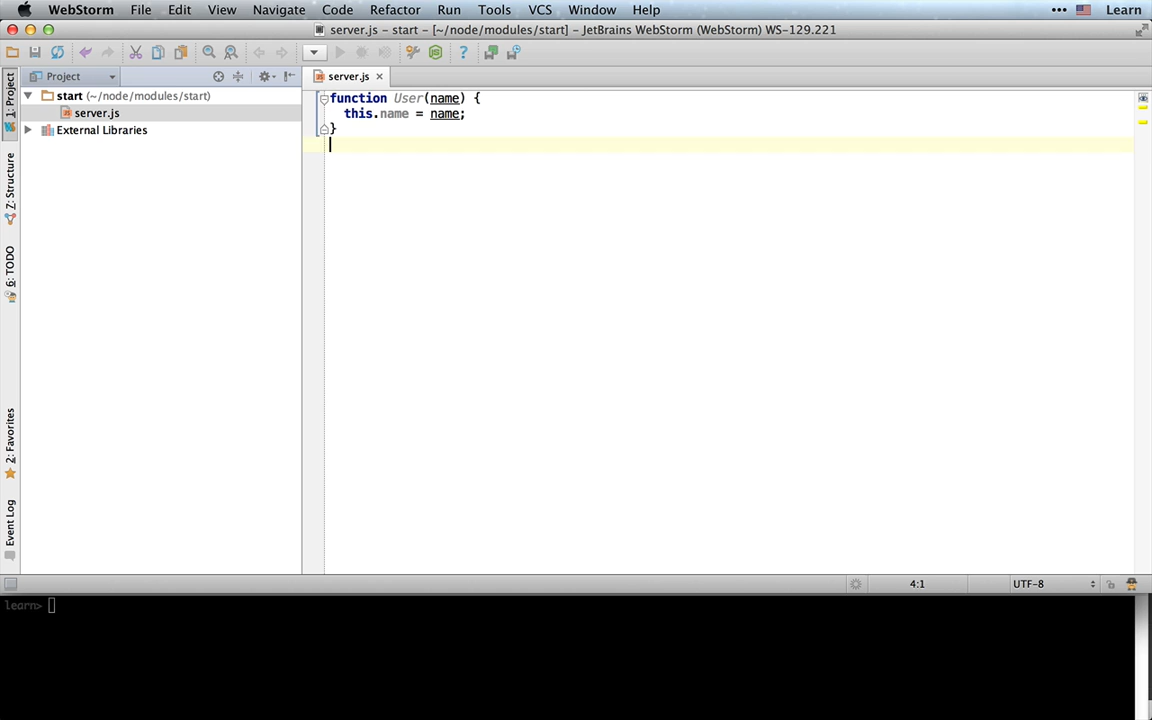 WebStorm File Edit View Navigate Code Refactor Run Tools VCS Window Help ••• Learn
server.js – start – [~/node/modules/start] – JetBrains WebStorm (WebStorm) WS-129.221
Project
server.js
start (~/node/modules/start)
server.js
External Libraries
1: Project
7: Structure
6: TODO
2: Favorites
Event Log
function User(name) {
this.name = name;
}
4:1 UTF-8
learn>